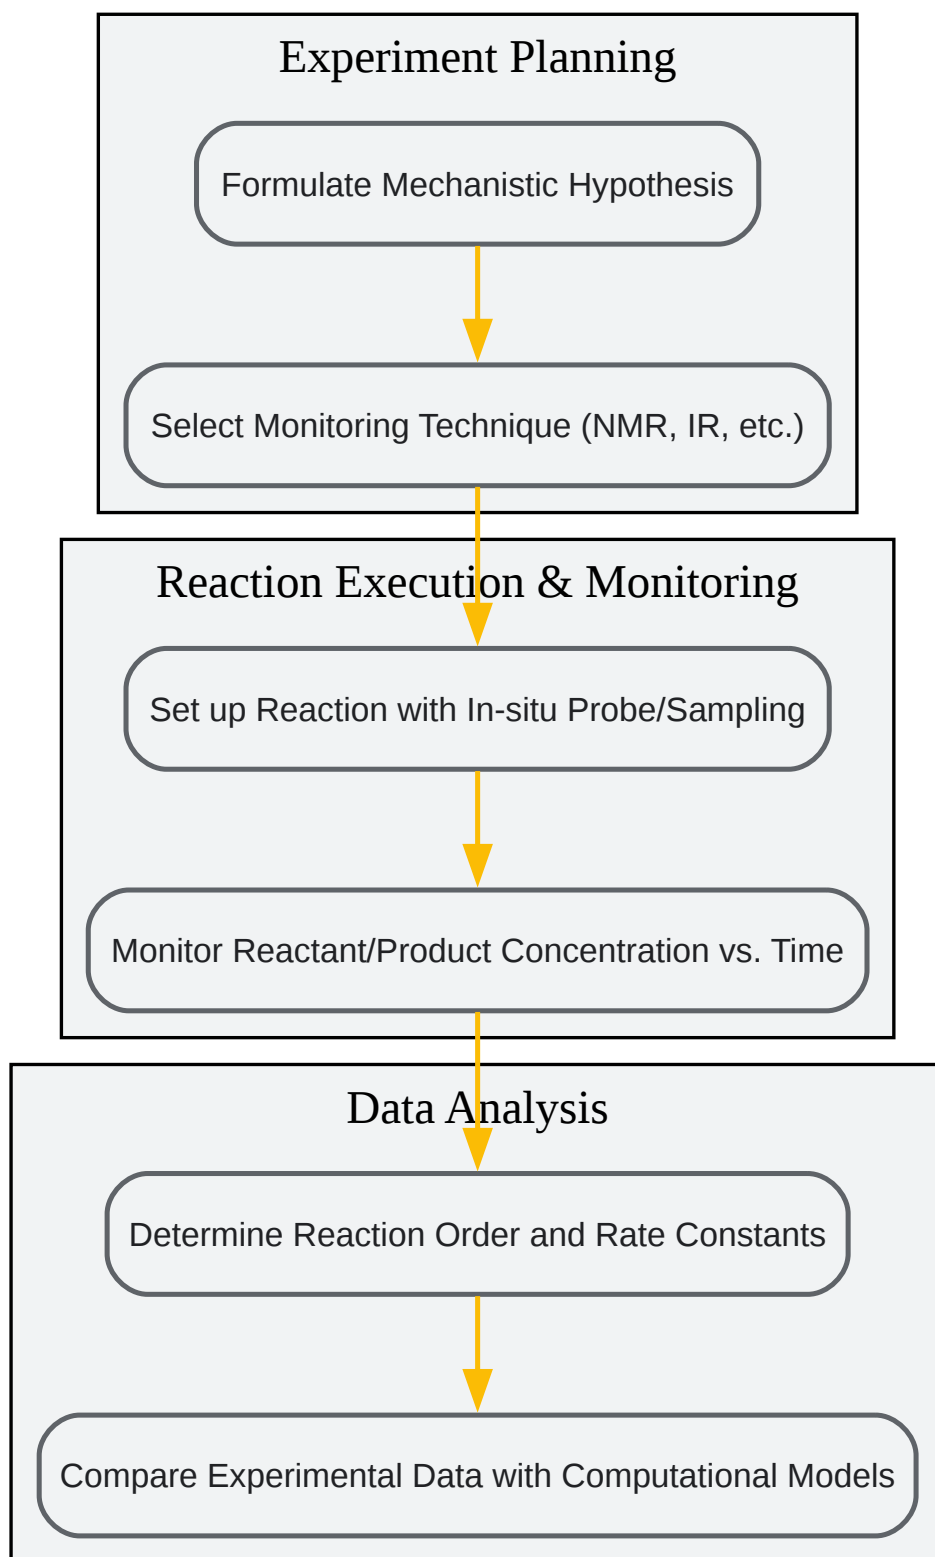 Experiment Planning
Formulate Mechanistic Hypothesis
Select Monitoring Technique (NMR, IR, etc.)
Reaction Execution & Monitoring
Set up Reaction with In-situ Probe/Sampling
Monitor Reactant/Product Concentration vs. Time
Data Analysis
Determine Reaction Order and Rate Constants
Compare Experimental Data with Computational Models